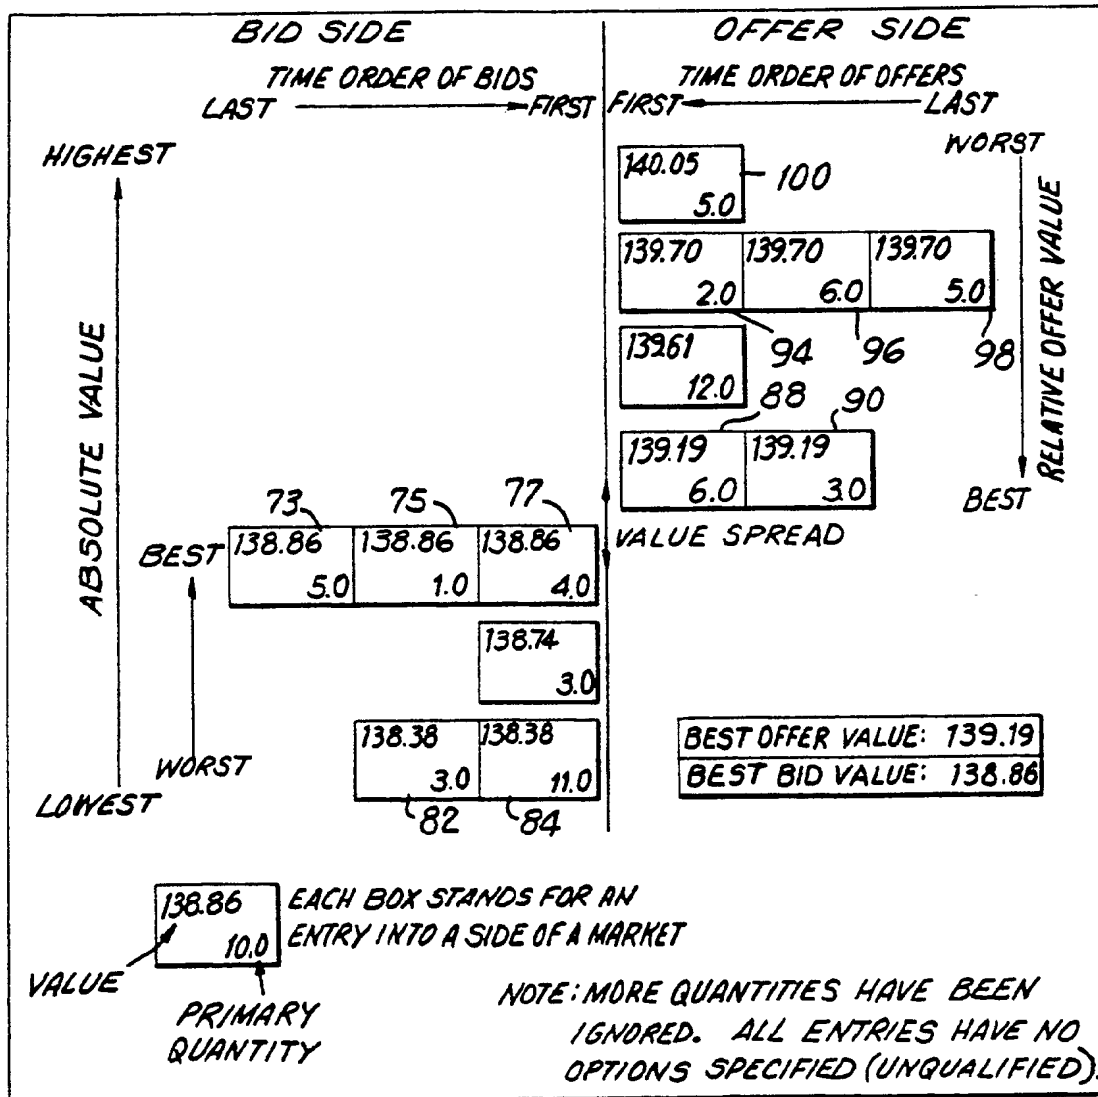 BID SIDE
OFFER SIDE
TIME ORDER OF BIDS
TIME ORDER OF OFFERS
LAST
FIRST
FIRST
LAST
HIGHEST
WORST
140.05
5.0
100
139.70
139.70
139.70
2.0
6.0
5.0
94
96
98
RELATIVE OFFER VALUE
139.61
12.0
88
90
139.19
139.19
6.0
3.0
BEST
ABSOLUTE VALUE
73
75
77
VALUE SPREAD
BEST
138.86
138.86
138.86
5.0
1.0
4.0
138.74
3.0
138.38
138.38
3.0
11.0
BEST OFFER VALUE: 139.19
BEST BID VALUE: 138.86
WORST
LOWEST
82
84
138.86
10.0
EACH BOX STANDS FOR AN
ENTRY INTO A SIDE OF A MARKET
VALUE
PRIMARY
QUANTITY
NOTE: MORE QUANTITIES HAVE BEEN
IGNORED. ALL ENTRIES HAVE NO
OPTIONS SPECIFIED (UNQUALIFIED).